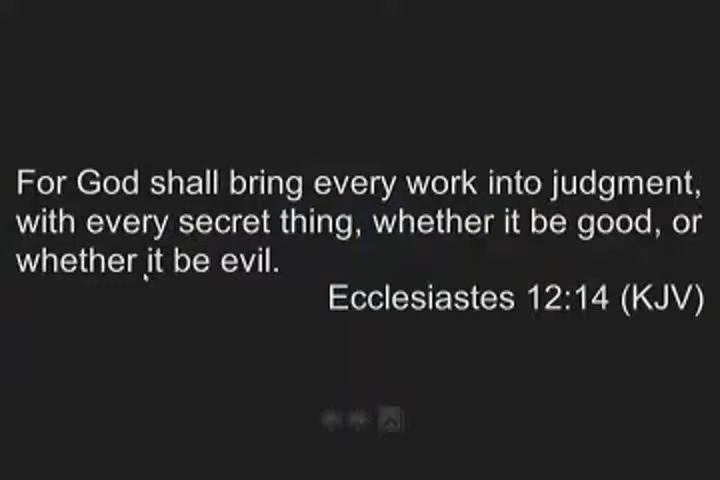 For God shall bring every work into judgment,
with every secret thing, whether it be good, or
whether it be evil.
Ecclesiastes 12:14 (KJV)